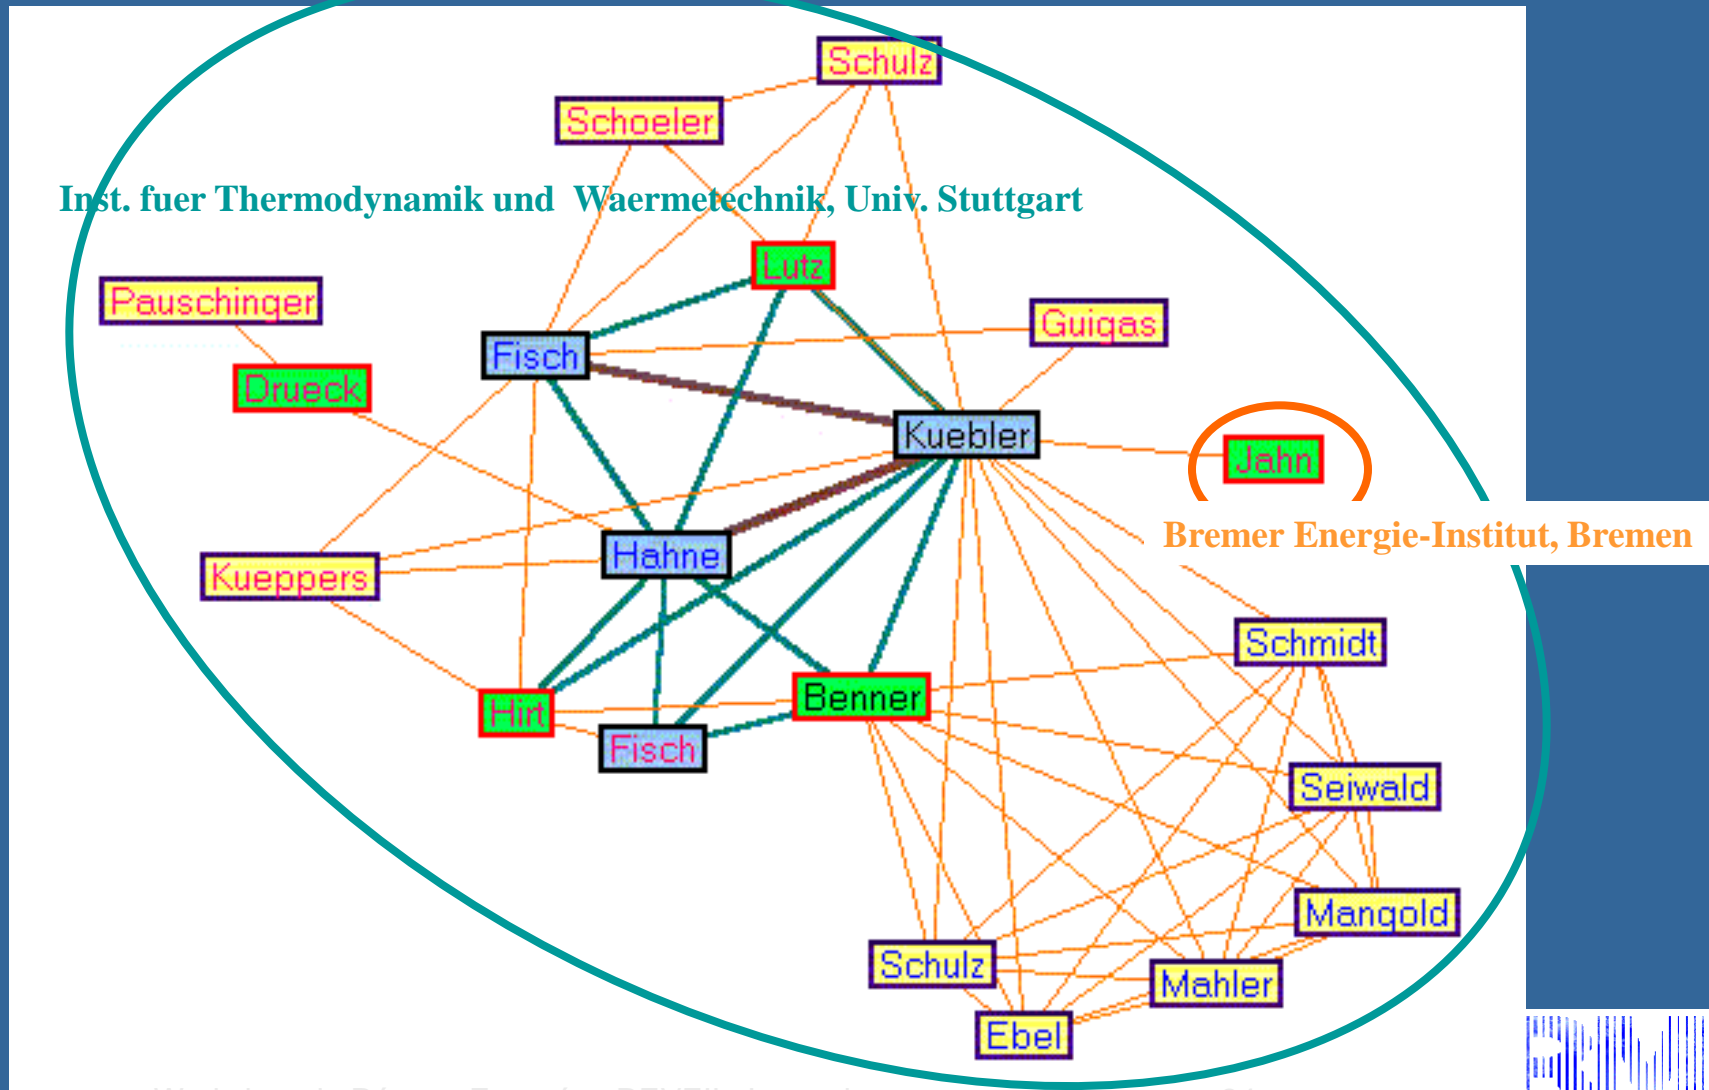 Schulz
Schoeler
Inst. fuer Thermodynamik und Waermetechnik, Univ. Stuttgart
Lutz
Pauschinger
Guigas
Fisch
Drueck
Kuebler
Jahn
Bremer Energie-Institut, Bremen
Hahne
Kueppers
Schmidt
Benner
Hirt
Fisch
Seiwald
Mangold
Schulz
Mahler
Ebel